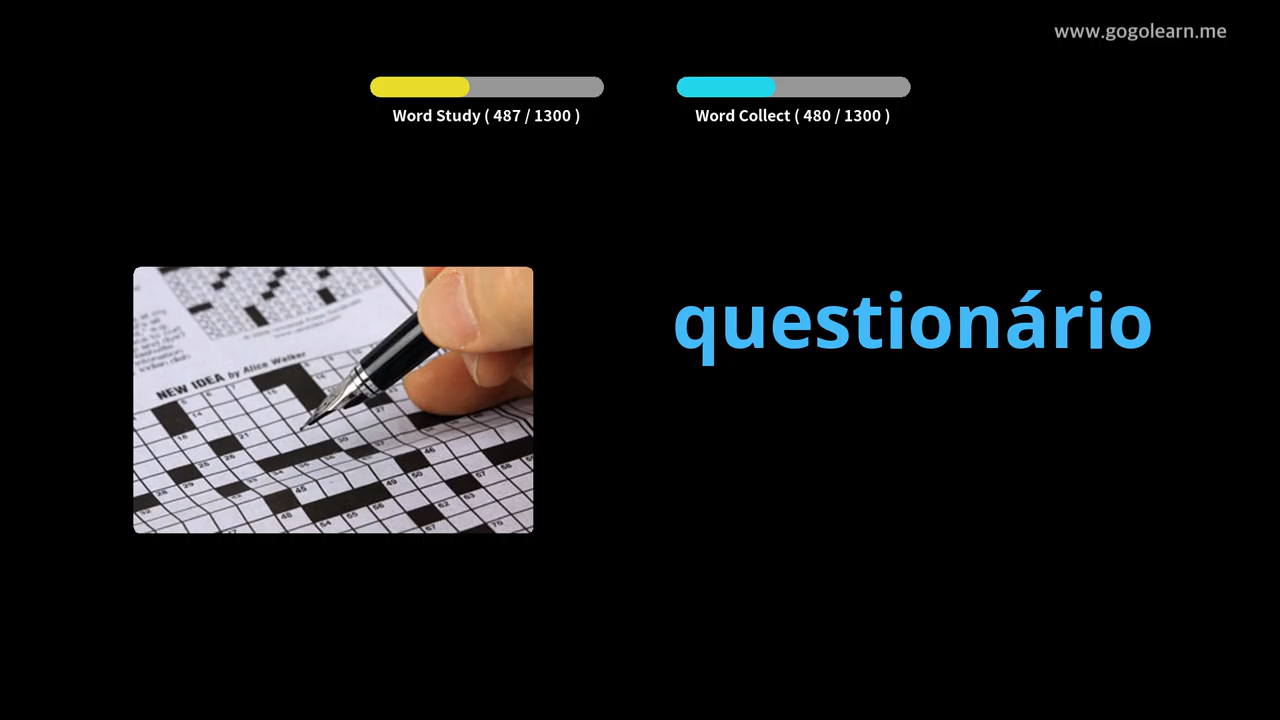 www.gogolearn.me
Word Study ( 487 / 1300 )
Word Collect ( 480 / 1300 )
questionário
NEW IDEA by Alice Walker